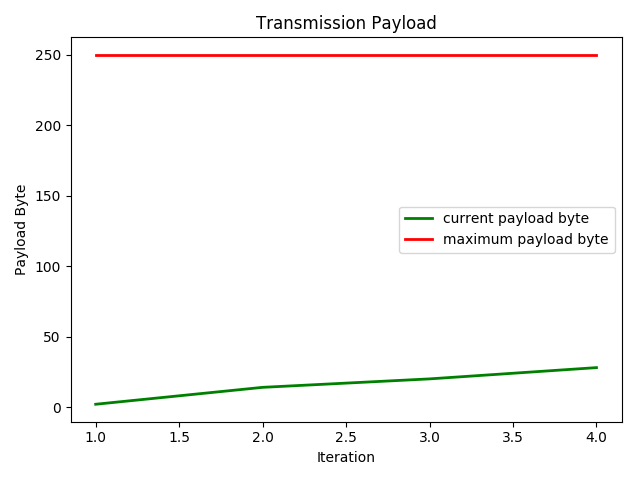 Transmission Payload
250
200
150
100
50
0
Payload Byte
current payload byte
maximum payload byte
1.0 1.5 2.0 2.5 3.0 3.5 4.0
Iteration